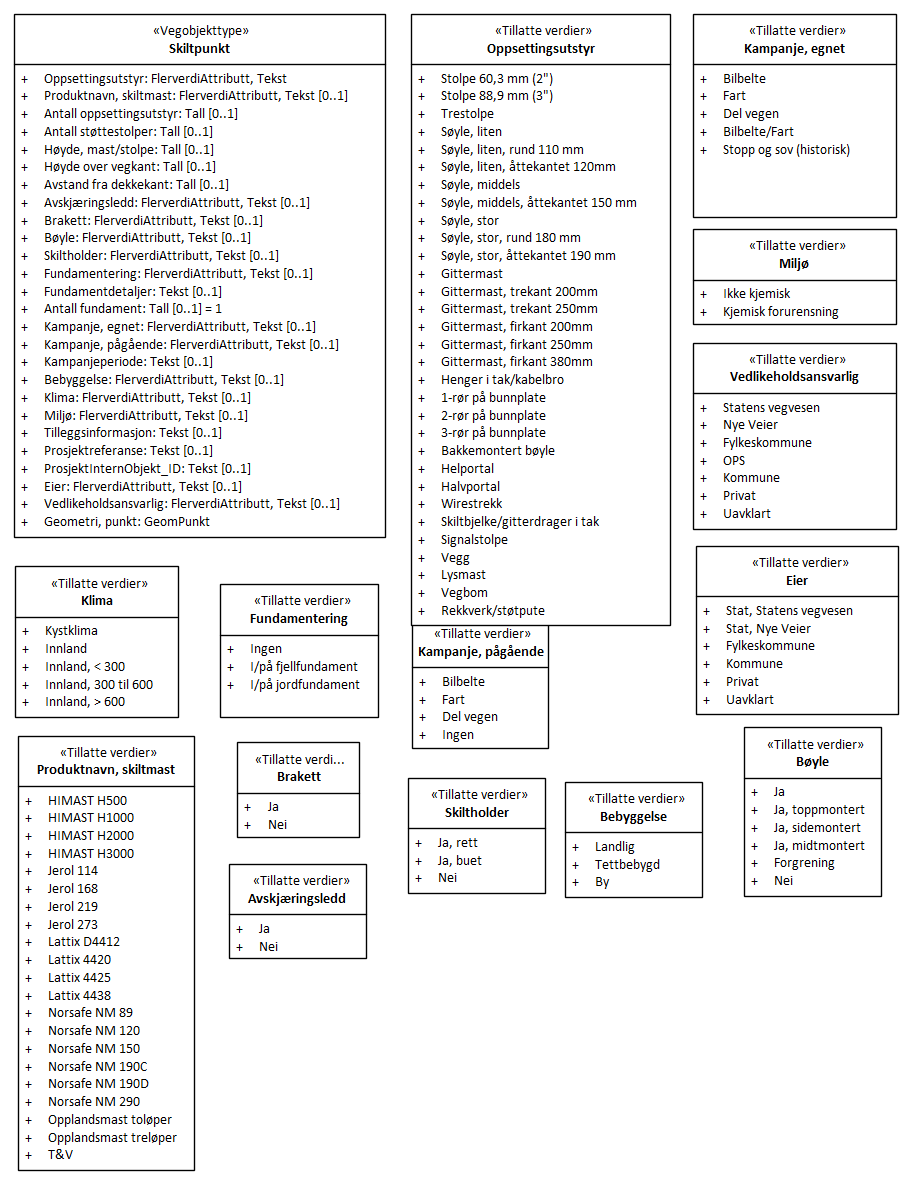 «Vegobjekttype»
Skiltpunkt
+ Oppsettingsutstyr: FlerverdiAttributt, Tekst
+ Produktnavn, skiltmast: FlerverdiAttributt, Tekst [0..1]
+ Antall oppsettingsutstyr: Tall [0..1]
+ Antall støttestolper: Tall [0..1]
+ Høyde, mast/stolpe: Tall [0..1]
+ Høyde over vegkant: Tall [0..1]
+ Avstand fra dekkekant: Tall [0..1]
+ Avskjæringsledd: FlerverdiAttributt, Tekst [0..1]
+ Brakett: FlerverdiAttributt, Tekst [0..1]
+ Bøyle: FlerverdiAttributt, Tekst [0..1]
+ Skiltholder: FlerverdiAttributt, Tekst [0..1]
+ Fundamentering: FlerverdiAttributt, Tekst [0..1]
+ Fundamentdetaljer: Tekst [0..1]
+ Antall fundament: Tall [0..1] = 1
+ Kampanje, egnet: FlerverdiAttributt, Tekst [0..1]
+ Kampanje, pågående: FlerverdiAttributt, Tekst [0..1]
+ Kampanjeperiode: Tekst [0..1]
+ Bebyggelse: FlerverdiAttributt, Tekst [0..1]
+ Klima: FlerverdiAttributt, Tekst [0..1]
+ Miljø: FlerverdiAttributt, Tekst [0..1]
+ Tilleggsinformasjon: Tekst [0..1]
+ Prosjektreferanse: Tekst [0..1]
+ ProsjektInternObjekt_ID: Tekst [0..1]
+ Eier: FlerverdiAttributt, Tekst [0..1]
+ Vedlikeholdsansvarlig: FlerverdiAttributt, Tekst [0..1]
+ Geometri, punkt: GeomPunkt
«Tillatte verdier»
Oppsettingsutstyr
+ Stolpe 60,3 mm (2")
+ Stolpe 88,9 mm (3")
+ Trestolpe
+ Søyle, liten
+ Søyle, liten, rund 110 mm
+ Søyle, liten, åttekantet 120mm
+ Søyle, middels
+ Søyle, middels, åttekantet 150 mm
+ Søyle, stor
+ Søyle, stor, rund 180 mm
+ Søyle, stor, åttekantet 190 mm
+ Gittermast
+ Gittermast, trekant 200mm
+ Gittermast, trekant 250mm
+ Gittermast, firkant 200mm
+ Gittermast, firkant 250mm
+ Gittermast, firkant 380mm
+ Henger i tak/kabelbro
+ 1-rør på bunnplate
+ 2-rør på bunnplate
+ 3-rør på bunnplate
+ Bakkemontert bøyle
+ Helportal
+ Halvportal
+ Wirestrekk
+ Skiltbjelke/gitterdrager i tak
+ Signalstolpe
+ Vegg
+ Lysmast
+ Vegbom
+ Rekkverk/støtpute
«Tillatte verdier»
Kampanje, egnet
+ Bilbelte
+ Fart
+ Del vegen
+ Bilbelte/Fart
+ Stopp og sov (historisk)
«Tillatte verdier»
Miljø
+ Ikke kjemisk
+ Kjemisk forurensning
«Tillatte verdier»
Vedlikeholdsansvarlig
+ Statens vegvesen
+ Nye Veier
+ Fylkeskommune
+ OPS
+ Kommune
+ Privat
+ Uavklart
«Tillatte verdier»
Eier
+ Stat, Statens vegvesen
+ Stat, Nye Veier
+ Fylkeskommune
+ Kommune
+ Privat
+ Uavklart
«Tillatte verdier»
Klima
+ Kystklima
+ Innland
+ Innland, < 300
+ Innland, 300 til 600
+ Innland, > 600
«Tillatte verdier»
Fundamentering
+ Ingen
+ I/på fjellfundament
+ I/på jordfundament
«Tillatte verdier»
Kampanje, pågående
+ Bilbelte
+ Fart
+ Del vegen
+ Ingen
«Tillatte verdier»
Produktnavn, skiltmast
+ HIMAST H500
+ HIMAST H1000
+ HIMAST H2000
+ HIMAST H3000
+ Jerol 114
+ Jerol 168
+ Jerol 219
+ Jerol 273
+ Lattix D4412
+ Lattix 4420
+ Lattix 4425
+ Lattix 4438
+ Norsafe NM 89
+ Norsafe NM 120
+ Norsafe NM 150
+ Norsafe NM 190C
+ Norsafe NM 190D
+ Norsafe NM 290
+ Opplandsmast toløper
+ Opplandsmast treløper
+ T&V
«Tillatte verdi...
Brakett
+ Ja
+ Nei
«Tillatte verdier»
Avskjæringsledd
+ Ja
+ Nei
«Tillatte verdier»
Skiltholder
+ Ja, rett
+ Ja, buet
+ Nei
«Tillatte verdier»
Bebyggelse
+ Landlig
+ Tettbebygd
+ By
«Tillatte verdier»
Bøyle
+ Ja
+ Ja, toppmontert
+ Ja, sidemontert
+ Ja, midtmontert
+ Forgrening
+ Nei